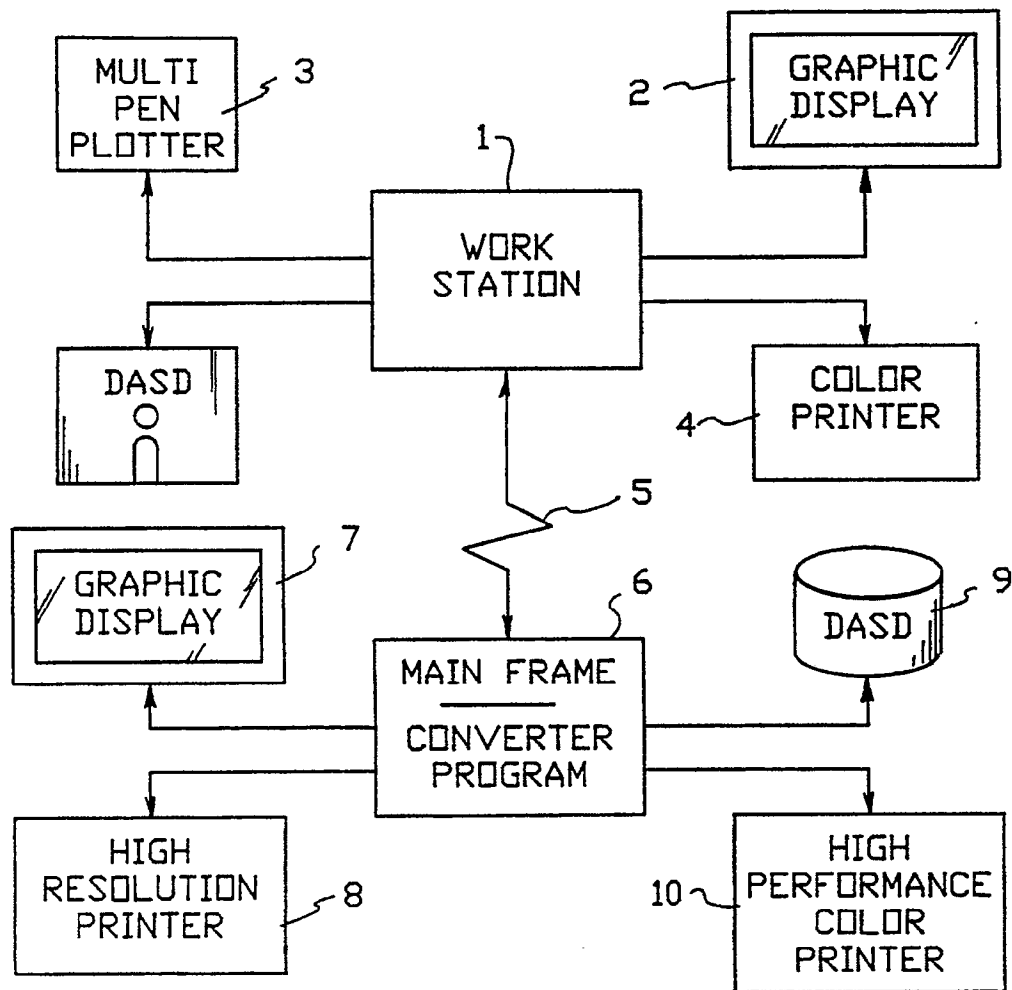 MULTI
PEN
PLOTTER
3
2
GRAPHIC
DISPLAY
1
WORK
STATION
DASD
COLOR
PRINTER
4
5
7
GRAPHIC
DISPLAY
6
MAIN FRAME
CONVERTER
PROGRAM
9
DASD
HIGH
RESOLUTION
PRINTER
8
10
HIGH
PERFORMANCE
COLOR
PRINTER